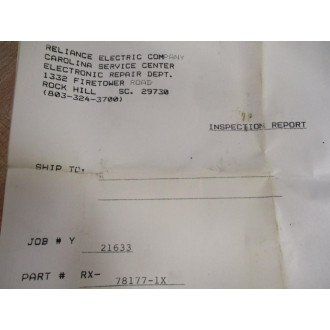 RELIANCE ELECTRIC COMPANY
CAROLINA SERVICE CENTER
ELECTRONIC REPAIR DEPT.
1332 FIRETOWER ROAD
ROCK HILL SC. 29730
(803-324-3700)
INSPECTION REPORT
SHIP TO: S
JOB # Y 21633
PART # RX- 78177-1X